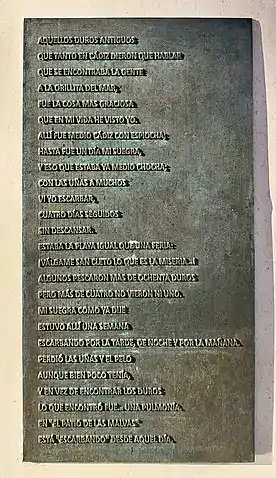 AQUELLOS DUROS ANTIGUOS
QUE TANTO EN CÁDIZ DIERON QUE HABLAR
QUE SE ENCONTRABA LA GENTE
A LA ORILLITA DEL MAR,
FUE LA COSA MAS GRACIOSA
QUE EN MI VIDA HE VISTO YO.
ALLÍ FUE MEDIO CÁDIZ CON ESPIOCHA;
HASTA FUE UN DÍA MI SUEGRA,
Y ESO QUE ESTABA YA MEDIO CHOCHA;
CON LAS UÑAS A MUCHOS
VI YO ESCARBAR,
CUATRO DÍAS SEGUIDOS
SIN DESCANSAR.
ESTABA LA PLAYA IGUAL QUE UNA FERIA:
¡VÁLGAME SAN CLETO LO QUE ES LA MISERIA..!
ALGUNOS PESCARON MAS DE OCHENTA DUROS
PERO MÁS DE CUATRO NO VIERON NI UNO.
MI SUEGRA COMO YA DIJE
ESTUVO ALLÍ UNA SEMANA
ESCARBANDO POR LA TARDE, DE NOCHE Y POR LA MAÑANA.
PERDIÓ LAS UÑAS Y EL PELO
AUNQUE BIEN POCO TENÍA,
Y EN VEZ DE ENCONTRAR LOS DUROS
LO QUE ENCONTRÓ FUE... UNA PULMONÍA.
EN "EL PATIO DE LAS MALVAS"
ESTÁ "ESCARBANDO" DESDE AQUEL DÍA.